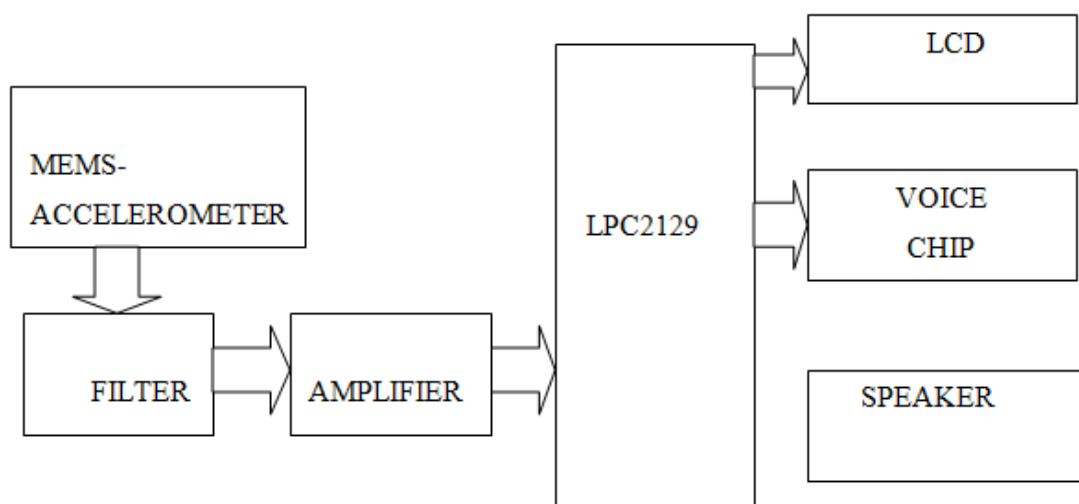 LCD
MEMS-
ACCELEROMETER
LPC2129
VOICE
CHIP
FILTER
AMPLIFIER
SPEAKER